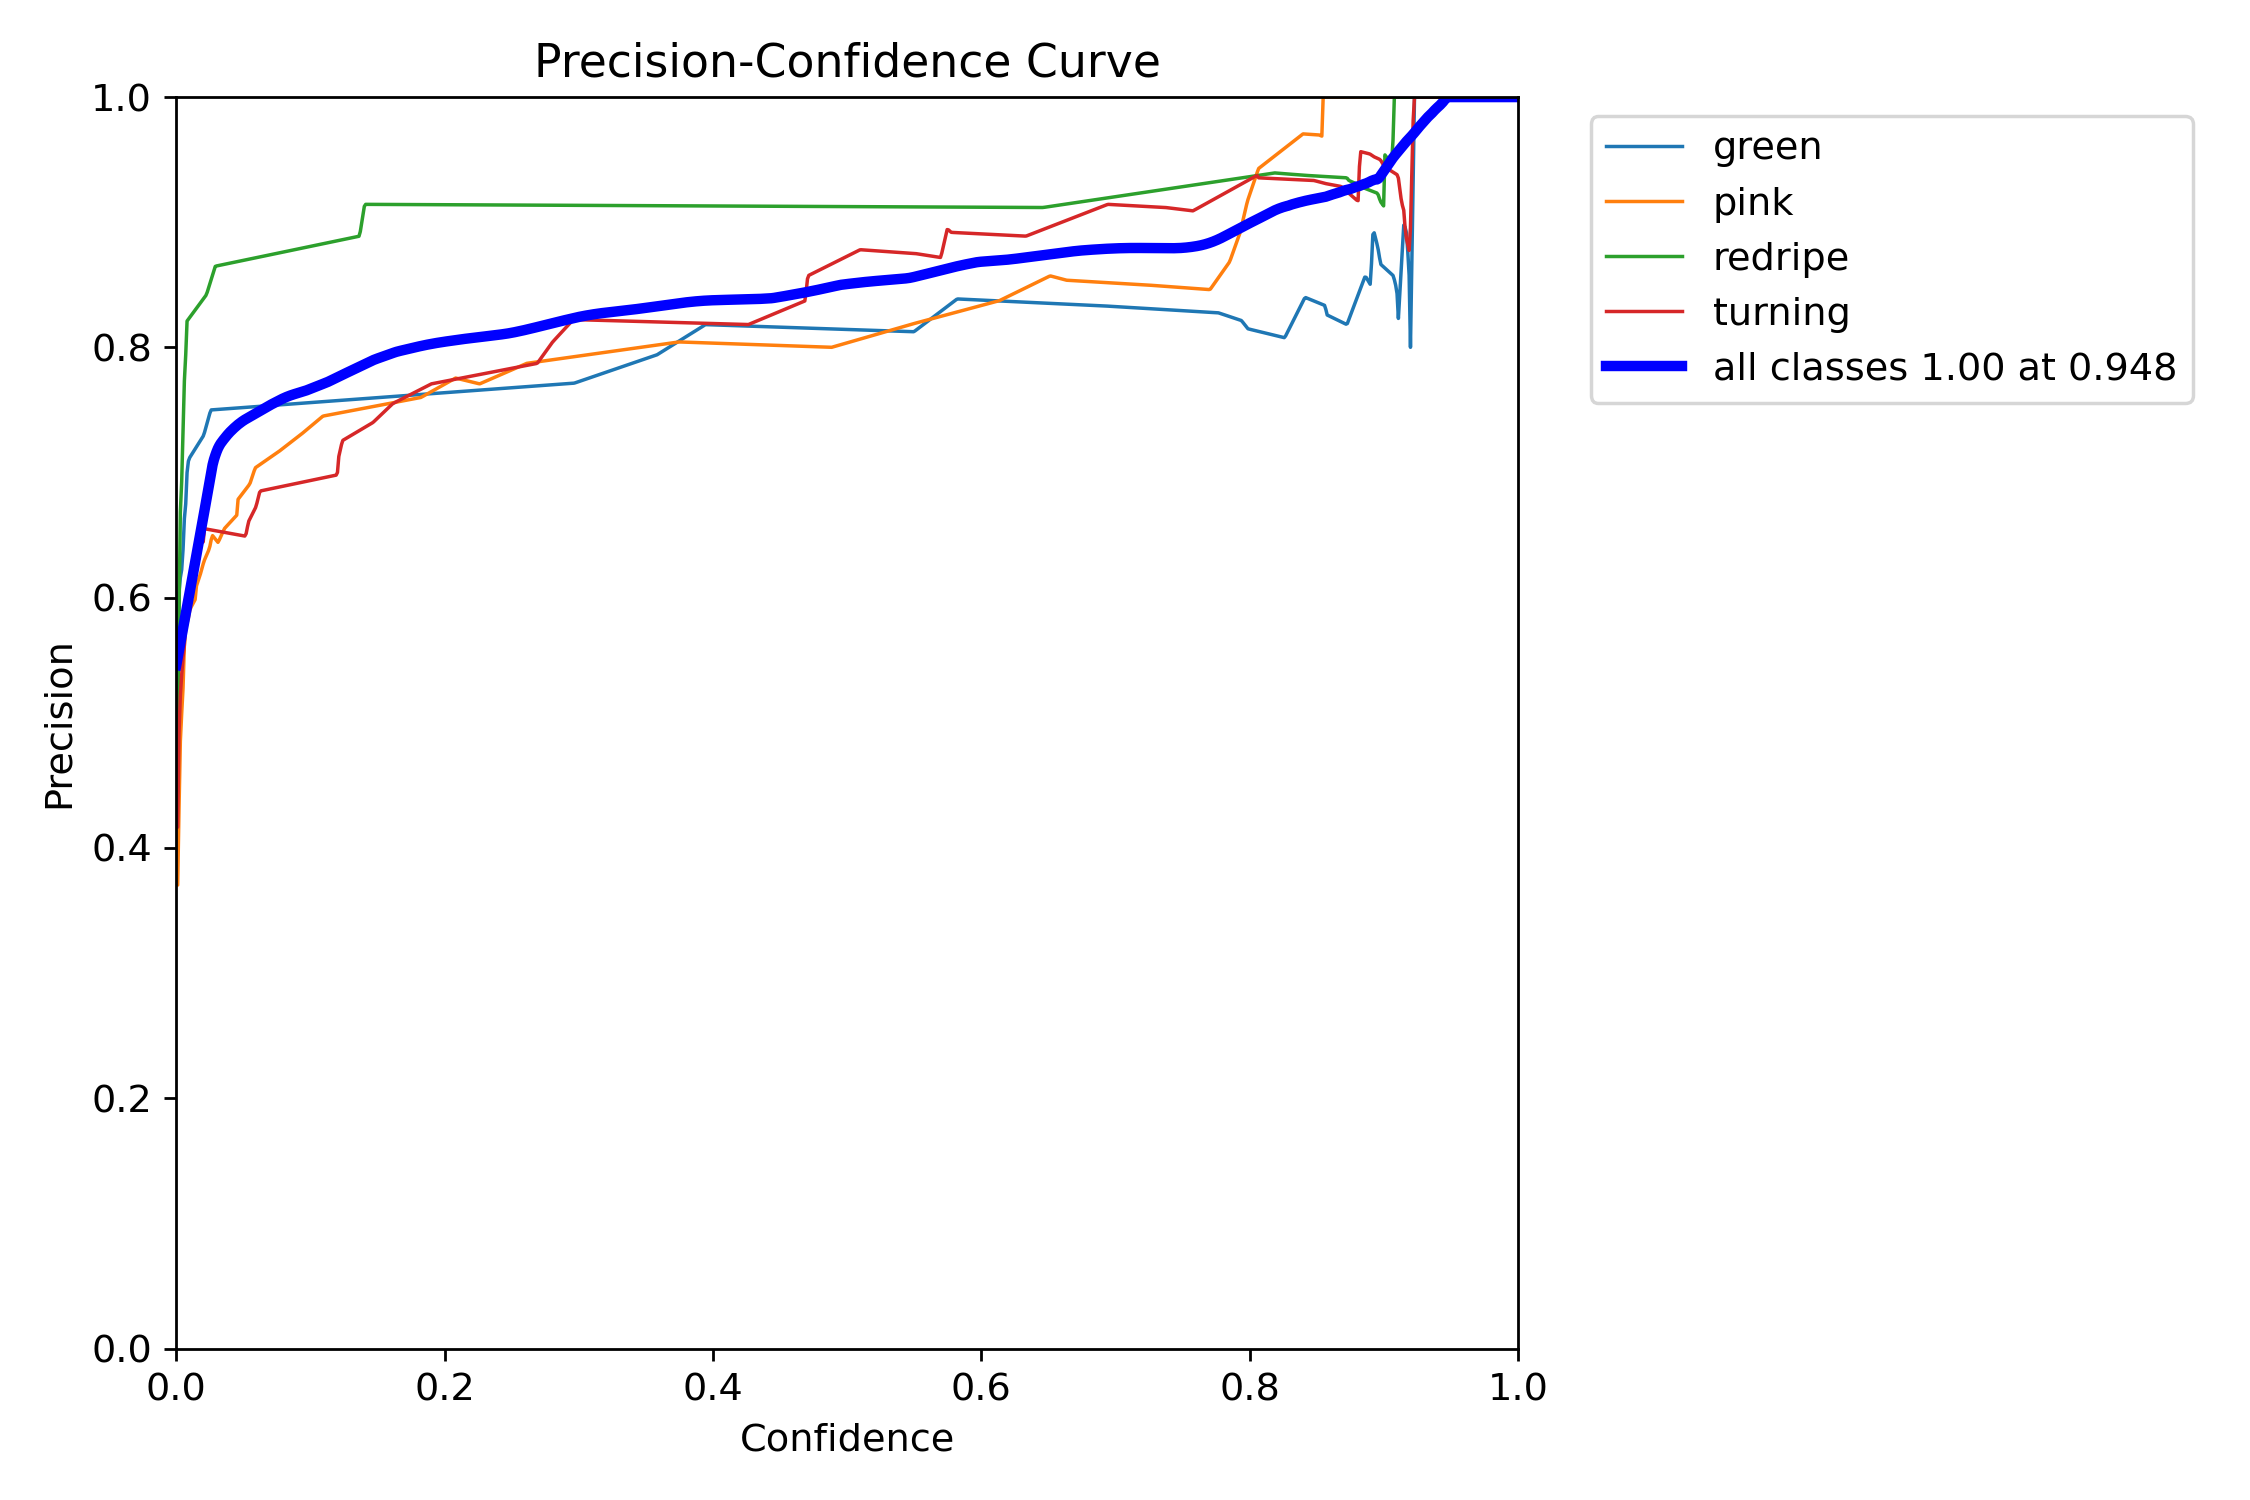 Precision-Confidence Curve
1.0
0.8
0.6
0.4
0.2
0.0
Precision
0.0 0.2 0.4 0.6 0.8 1.0
Confidence
green
pink
redripe
turning
all classes 1.00 at 0.948